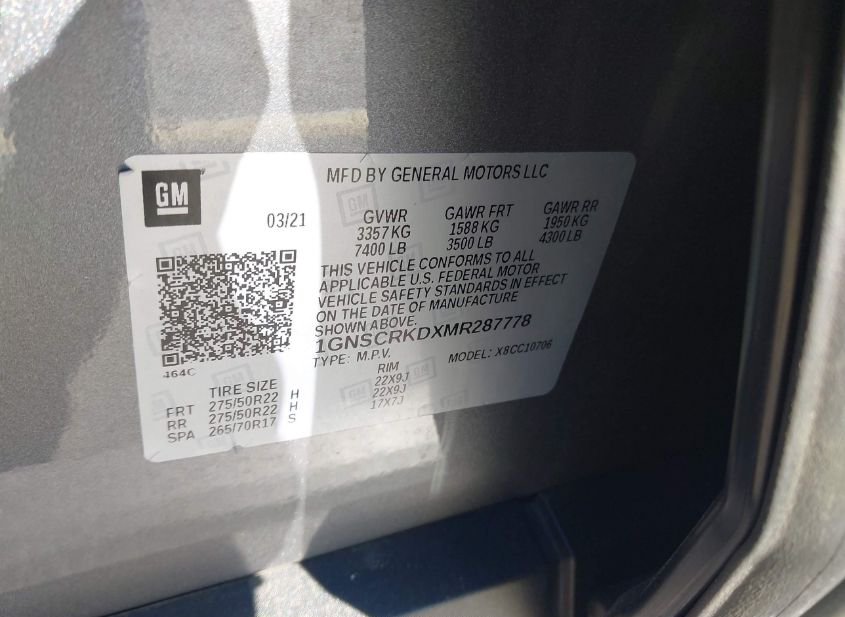 GM
MFD BY GENERAL MOTORS LLC
03/21
GVWR
3357 KG
7400 LB
GAWR FRT
1588 KG
3500 LB
GAWR RR
1950 KG
4300 LB
THIS VEHICLE CONFORMS TO ALL
APPLICABLE U.S. FEDERAL MOTOR
VEHICLE SAFETY STANDARDS IN EFFECT
ON THE DATE OF MANUFACTURE
SHOWN ABOVE.
1GNSCRKDXMR287778
TYPE: M.P.V.
MODEL: X8CC10706
464C
TIRE SIZE RIM
FRT 275/50R22 H 22X9J
RR 275/50R22 H 22X9J
SPA 265/70R17 S 17X7J